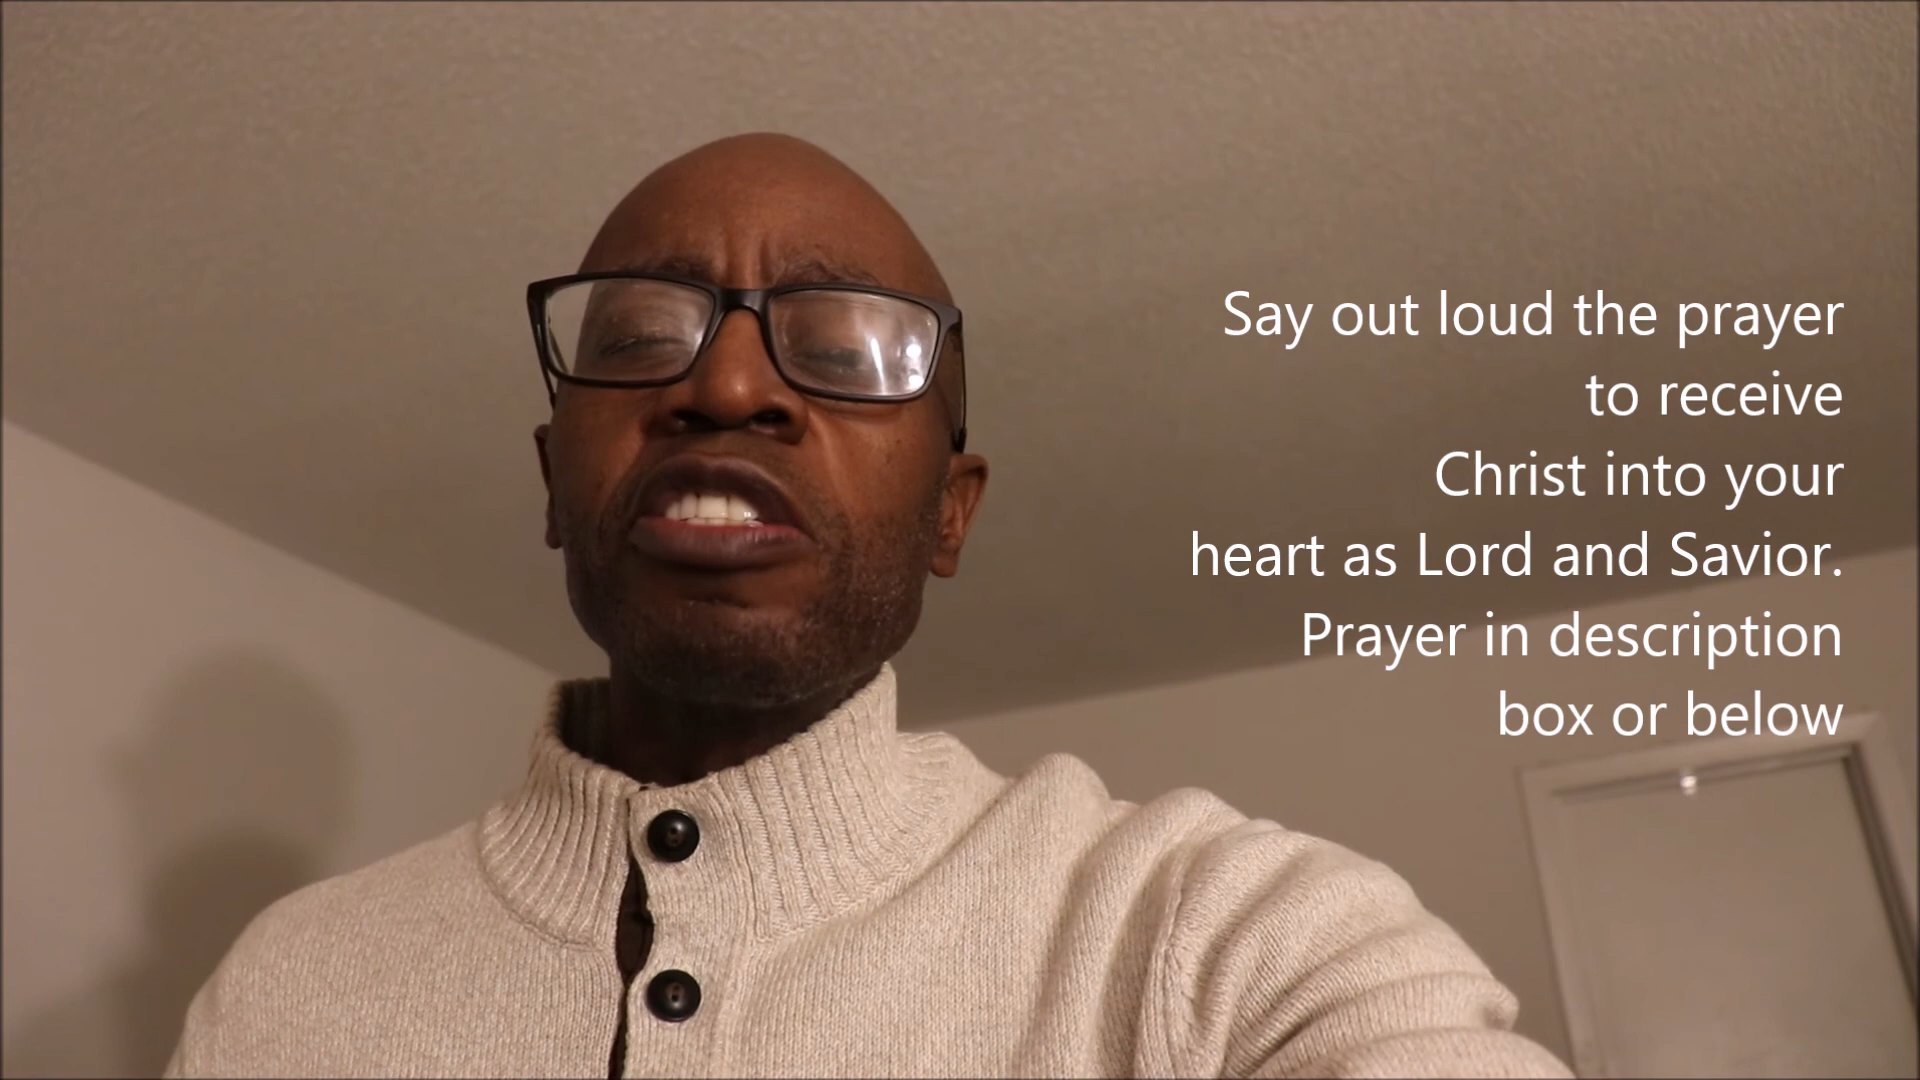 Say out loud the prayer
to receive
Christ into your
heart as Lord and Savior.
Prayer in description
box or below